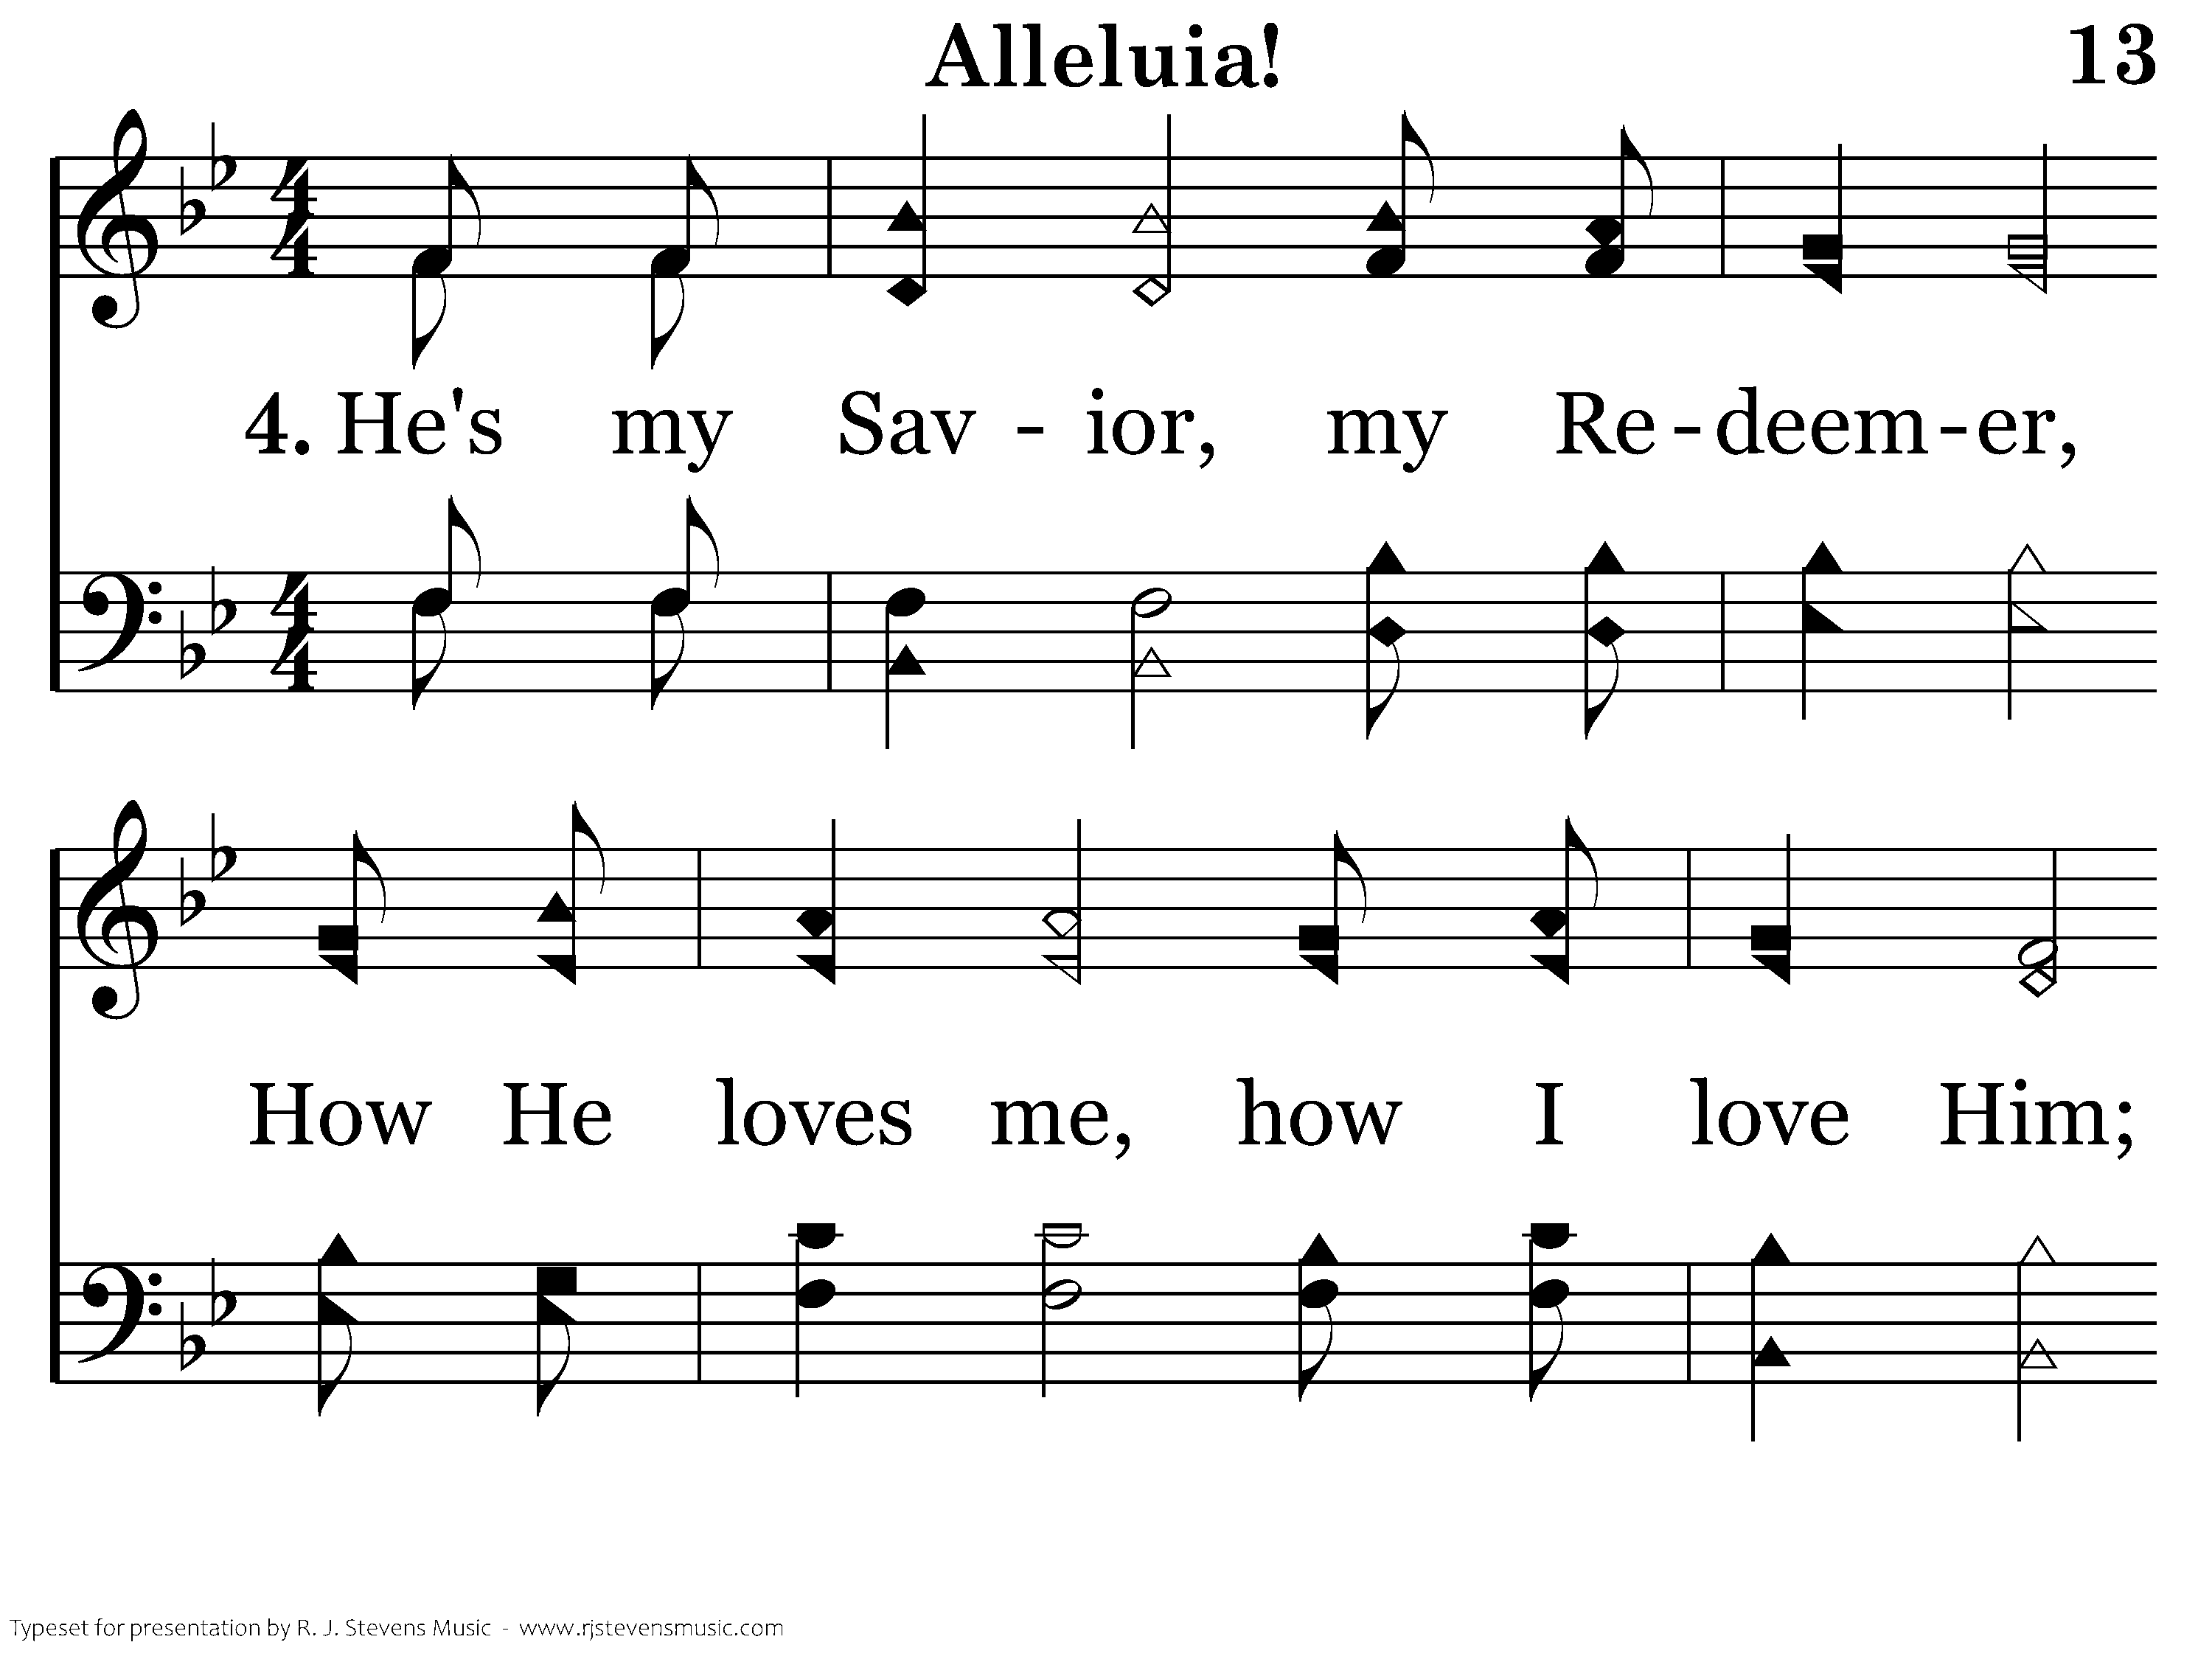 Alleluia! 13
4. He's my Sav - ior, my Re - deem - er,
How He loves me, how I love Him;
Typeset for presentation by R. J. Stevens Music - www.rjstevensmusic.com